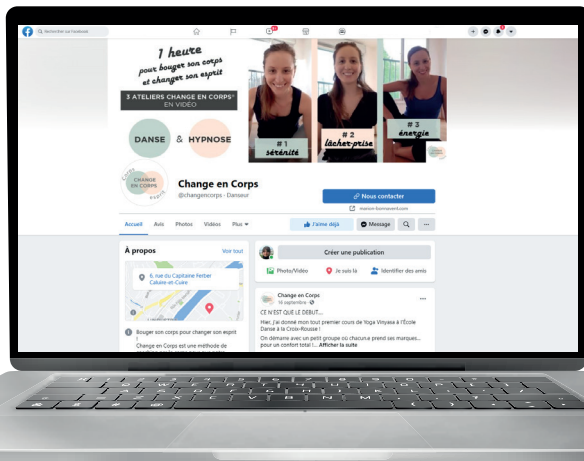 Rechercher sur Facebook
1 heure
pour bouger son corps
et changer son esprit
3 ATELIERS CHANGE EN CORPS®
EN VIDÉO
DANSE & HYPNOSE
#1
sérénité
#2
lâcher-prise
#3
énergie
Corps
CHANGE
EN CORPS
esprit
Change en Corps
@changencorps · Danseur
Nous contacter
manon-bonnevent.com
Accueil Avis Photos Vidéos Plus
J'aime déjà
Message
À propos
Voir tout
6, rue du Capitaine Ferber
Caluire-et-Cuire
Bouger son corps pour changer son esprit
!
Change en Corps est une méthode de
Créer une publication
Photo/Vidéo
Je suis là
Identifier des amis
Change en Corps
16 septembre
CE N'EST QUE LE DEBUT...
Hier, j'ai donné mon tout premier cours de Yoga Vinyasa à l'École
Danse à la Croix-Rousse !
On démarre avec un petit groupe où chacun·e prend ses marques...
pour un confort total !... Afficher la suite